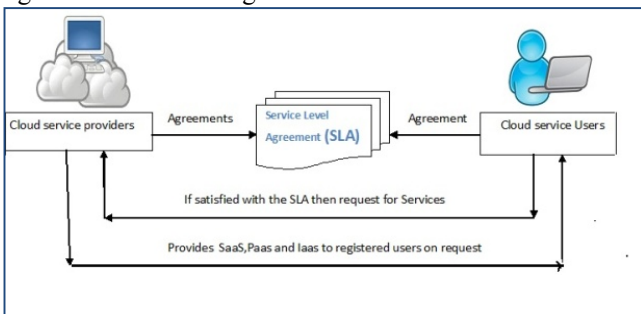 Cloud service providers
Agreements
Service Level
Agreement (SLA)
Agreement
Cloud service Users
If satisfied with the SLA then request for Services
Provides SaaS,Paas and Iaas to registered users on request